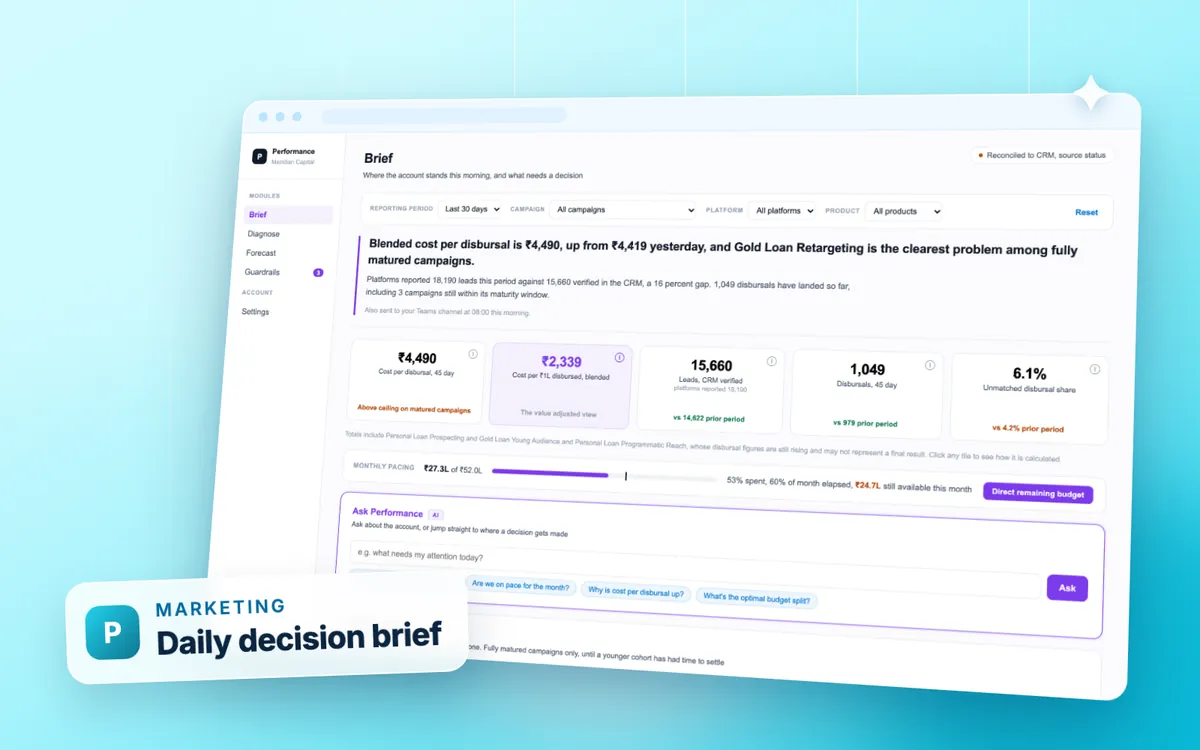 P
Performance
Meridian Capital
MODULES
Brief
Diagnose
Forecast
Guardrails 3
ACCOUNT
Settings
Brief
Where the account stands this morning, and what needs a decision
Reconciled to CRM, source status
REPORTING PERIOD Last 30 days CAMPAIGN All campaigns PLATFORM All platforms PRODUCT All products Reset
Blended cost per disbursal is ₹4,490, up from ₹4,419 yesterday, and Gold Loan Retargeting is the clearest problem among fully
matured campaigns.
Platforms reported 18,190 leads this period against 15,660 verified in the CRM, a 16 percent gap. 1,049 disbursals have landed so far,
including 3 campaigns still within its maturity window.
Also sent to your Teams channel at 08:00 this morning.
₹4,490
Cost per disbursal, 45 day
Above ceiling on matured campaigns
₹2,339
Cost per ₹1L disbursed, blended
The value adjusted view
15,660
Leads, CRM verified
platforms reported 18,190
vs 14,622 prior period
1,049
Disbursals, 45 day
vs 979 prior period
6.1%
Unmatched disbursal share
vs 4.2% prior period
Totals include Personal Loan Prospecting and Gold Loan Young Audience and Personal Loan Programmatic Reach, whose disbursal figures are still rising and may not represent a final result. Click any tile to see how it is calculated
MONTHLY PACING ₹27.3L of ₹52.0L 53% spent, 60% of month elapsed, ₹24.7L still available this month Direct remaining budget
Ask Performance AI
Ask about the account, or jump straight to where a decision gets made
e.g. what needs my attention today?
Ask
Are we on pace for the month? Why is cost per disbursal up? What's the optimal budget split?
one. Fully matured campaigns only, until a younger cohort has had time to settle
P
MARKETING
Daily decision brief